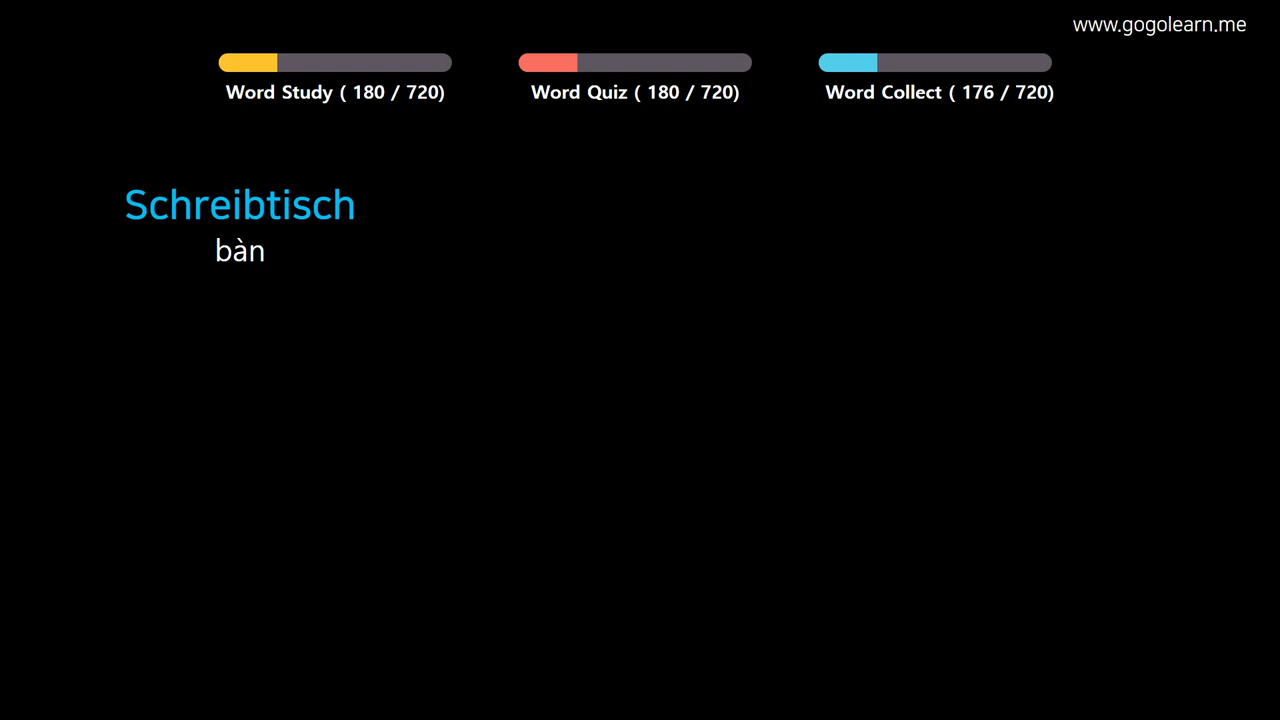 www.gogolearn.me
Word Study ( 180 / 720)
Word Quiz ( 180 / 720)
Word Collect ( 176 / 720)
Schreibtisch
bàn